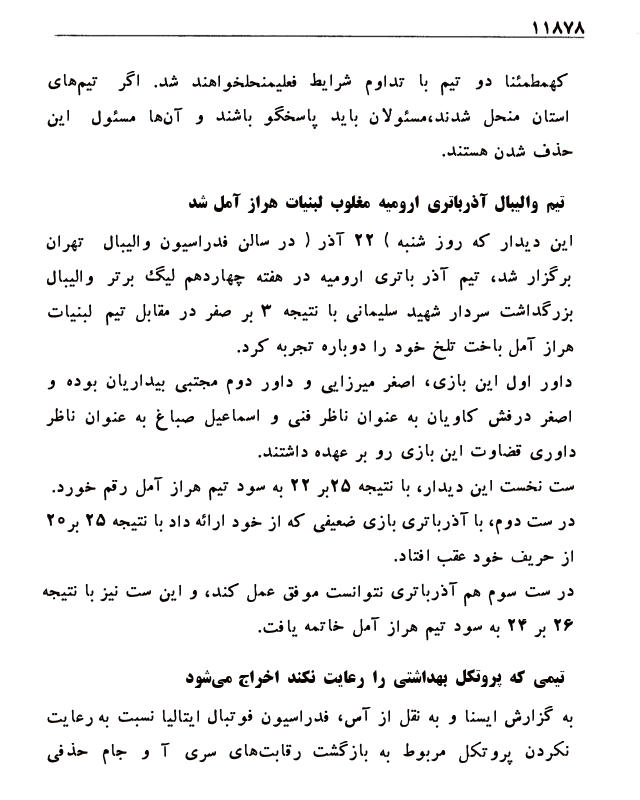 ۱۱۸۷۸
کهمطمئنا دو تیم با تداوم شرایط فعلیمنحلخواهند شد. اگر تیم‌های
استان منحل شدند،مسئولان باید پاسخگو باشند و آن‌ها مسئول این
حذف شدن هستند.
تیم والیبال آذرباتری ارومیه مغلوب لبنیات هراز آمل شد
این دیدار که روز شنبه ) ۲۲ آذر ( در سالن فدراسیون والیبال تهران
برگزار شد، تیم آذر باتری ارومیه در هفته چهاردهم لیگ برتر والیبال
بزرگداشت سردار شهید سلیمانی با نتیجه ۳ بر صفر در مقابل تیم لبنیات
هراز آمل باخت تلخ خود را دوباره تجربه کرد.
داور اول این بازی، اصغر میرزایی و داور دوم مجتبی بیداریان بوده و
اصغر درفش کاویان به عنوان ناظر فنی و اسماعیل صباغ به عنوان ناظر
داوری قضاوت این بازی رو بر عهده داشتند.
ست نخست این دیدار، با نتیجه ۲۵بر ۲۲ به سود تیم هراز آمل رقم خورد.
در ست دوم، با آذرباتری بازی ضعیفی که از خود ارائه داد با نتیجه ۲۵ بر۲۰
از حریف خود عقب افتاد.
در ست سوم هم آذرباتری نتوانست موفق عمل کند، و این ست نیز با نتیجه
۲۶ بر ۲۴ به سود تیم هراز آمل خاتمه یافت.
تیمی که پروتکل بهداشتی را رعایت نکند اخراج می‌شود
به گزارش ایسنا و به نقل از آس، فدراسیون فوتبال ایتالیا نسبت به رعایت
نکردن پروتکل مربوط به بازگشت رقابت‌های سری آ و جام حذفی